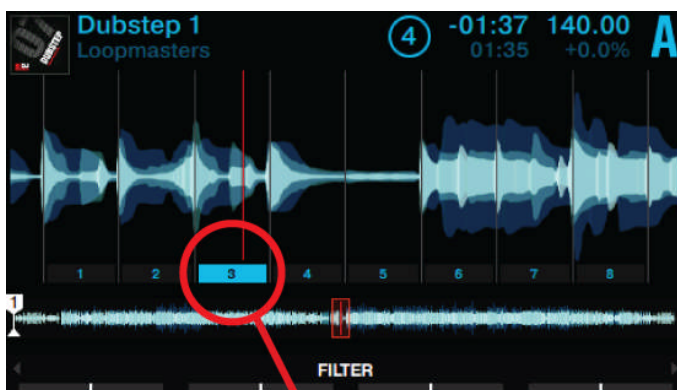 Dubstep 1
Loopmasters
4
-01:37 140.00
01:35 +0.0%
A
DUBSTEP
1 2 3 4 5 6 7 8
1
FILTER